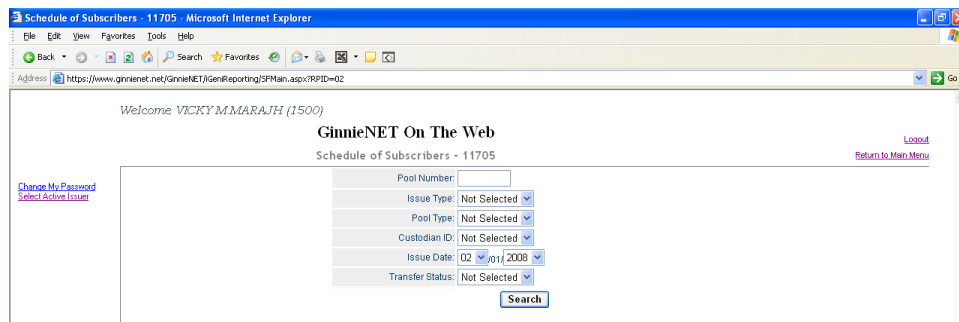 Schedule of Subscribers - 11705 - Microsoft Internet Explorer
File Edit View Favorites Tools Help
Back Search Favorites
Address https://www.ginnienet.net/GinnieNET/iGeniReporting/SFMain.aspx?RPID=02 Go
Welcome VICKY M.MARAJH (1500)
GinnieNET On The Web
Logout
Schedule of Subscribers - 11705
Return to Main Menu
Change My Password
Select Active Issuer
Pool Number:
Issue Type: Not Selected
Pool Type: Not Selected
Custodian ID: Not Selected
Issue Date: 02 /01/ 2008
Transfer Status: Not Selected
Search